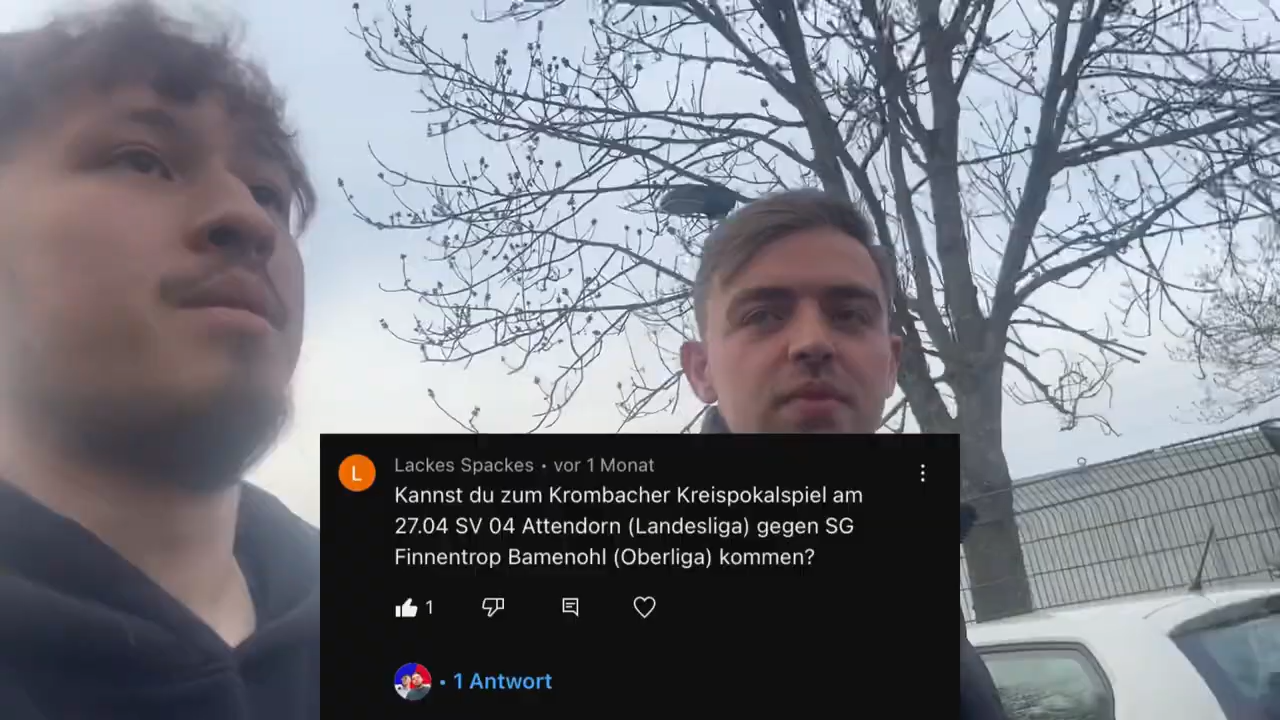 L
Lackes Spackes • vor 1 Monat
Kannst du zum Krombacher Kreispokalspiel am
27.04 SV 04 Attendorn (Landesliga) gegen SG
Finnentrop Bamenohl (Oberliga) kommen?
1
• 1 Antwort